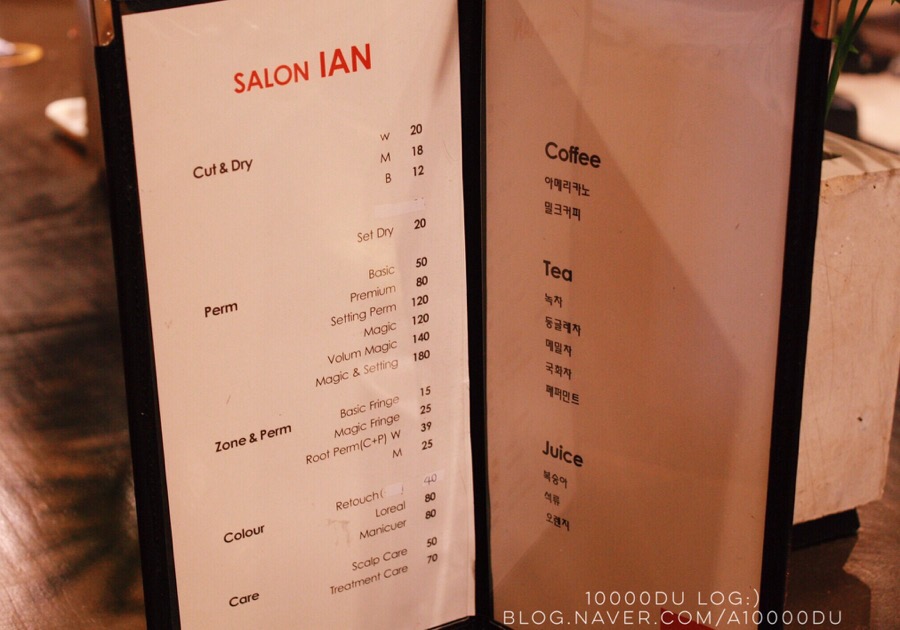 SALON IAN
Cut & Dry
W 20
M 18
B 12
Set Dry 20
Perm
Basic 50
Premium 80
Setting Perm 120
Magic 120
Volum Magic 140
Magic & Setting 180
Zone & Perm
Basic Fringe 15
Magic Fringe 25
Root Perm(C+P) W 39
M 25
Colour
Retouch( ) 40
Loreal 80
Manicuer 80
Care
Scalp Care 50
Treatment Care 70
Coffee
아메리카노
밀크커피
Tea
녹차
둥굴레차
메밀차
국화차
페퍼민트
Juice
복숭아
석류
오렌지
10000DU LOG:)
BLOG.NAVER.COM/A10000DU